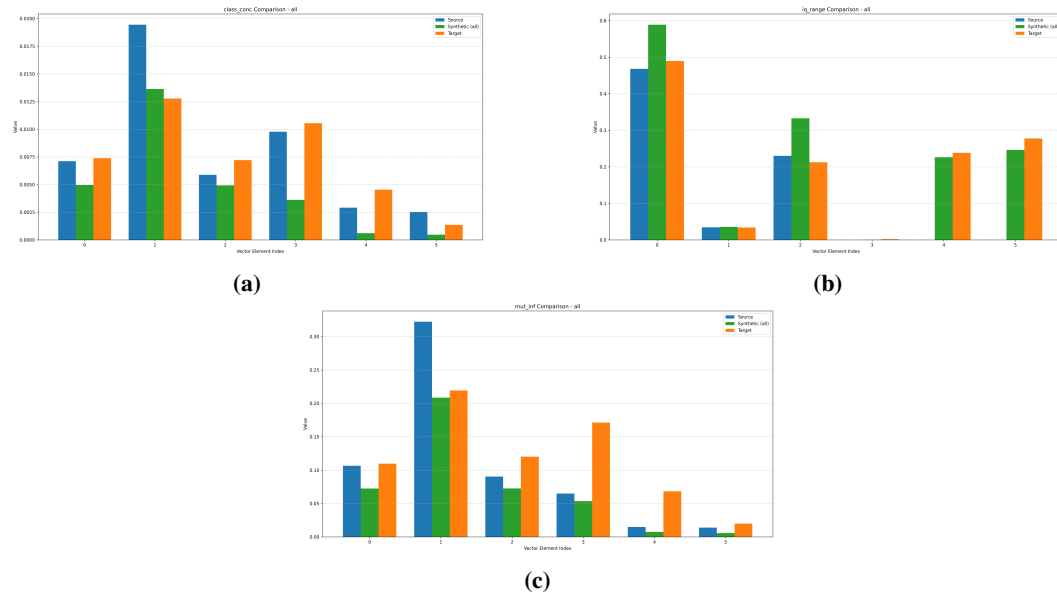 class_conc Comparison - all
Value
0.0200
0.0175
0.0150
0.0125
0.0100
0.0075
0.0050
0.0025
0.0000
Source
Synthetic (all)
Target
0 1 2 3 4 5
Vector Element Index
(a)
iq_range Comparison - all
Value
0.6
0.5
0.4
0.3
0.2
0.1
0.0
Source
Synthetic (all)
Target
0 1 2 3 4 5
Vector Element Index
(b)
mut_inf Comparison - all
Value
0.30
0.25
0.20
0.15
0.10
0.05
0.00
Source
Synthetic (all)
Target
0 1 2 3 4 5
Vector Element Index
(c)